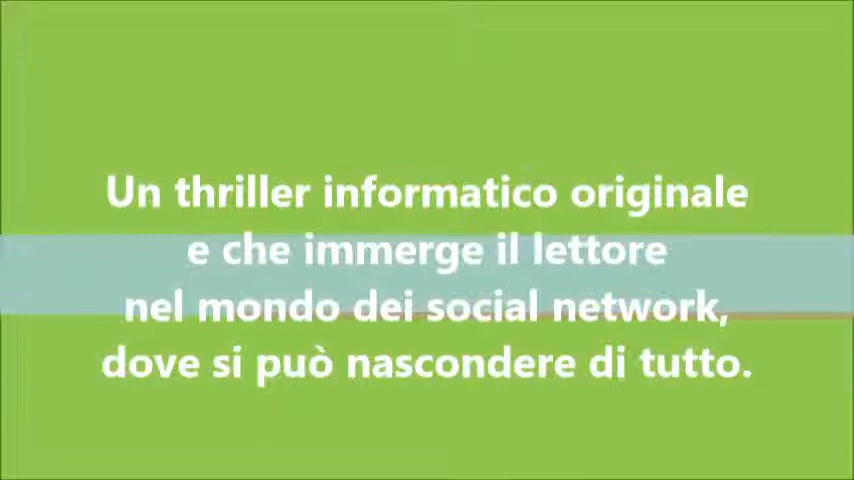 Un thriller informatico originale
e che immerge il lettore
nel mondo dei social network,
dove si può nascondere di tutto.